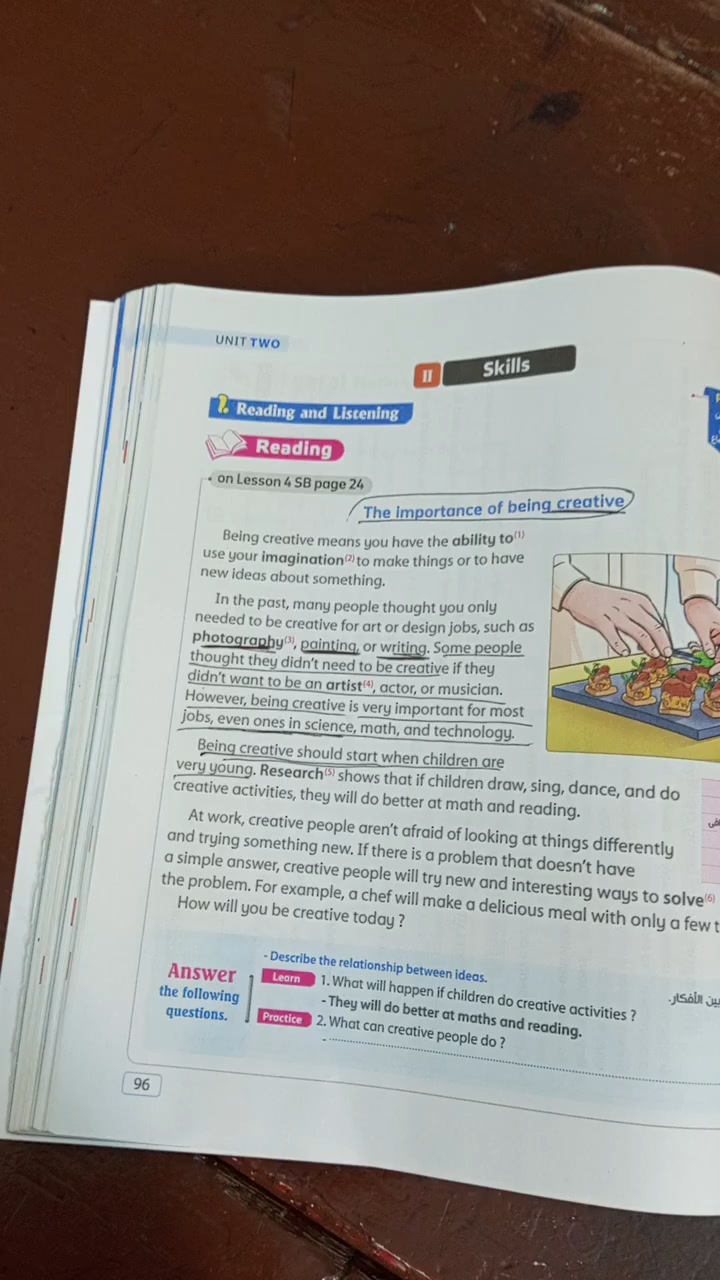 UNIT TWO
II Skills
1. Reading and Listening
Reading
• on Lesson 4 SB page 24
The importance of being creative
Being creative means you have the ability to(1)
use your imagination(2) to make things or to have
new ideas about something.
In the past, many people thought you only
needed to be creative for art or design jobs, such as
photography(3), painting, or writing. Some people
thought they didn't need to be creative if they
didn't want to be an artist(4), actor, or musician.
However, being creative is very important for most
jobs, even ones in science, math, and technology.
Being creative should start when children are
very young. Research(5) shows that if children draw, sing, dance, and do
creative activities, they will do better at math and reading.
At work, creative people aren't afraid of looking at things differently
and trying something new. If there is a problem that doesn't have
a simple answer, creative people will try new and interesting ways to solve(6)
the problem. For example, a chef will make a delicious meal with only a few
How will you be creative today ?
Answer
the following
questions.
- Describe the relationship between ideas.
بين الأفكار.
Learn 1. What will happen if children do creative activities ?
- They will do better at maths and reading.
Practice 2. What can creative people do ?
96